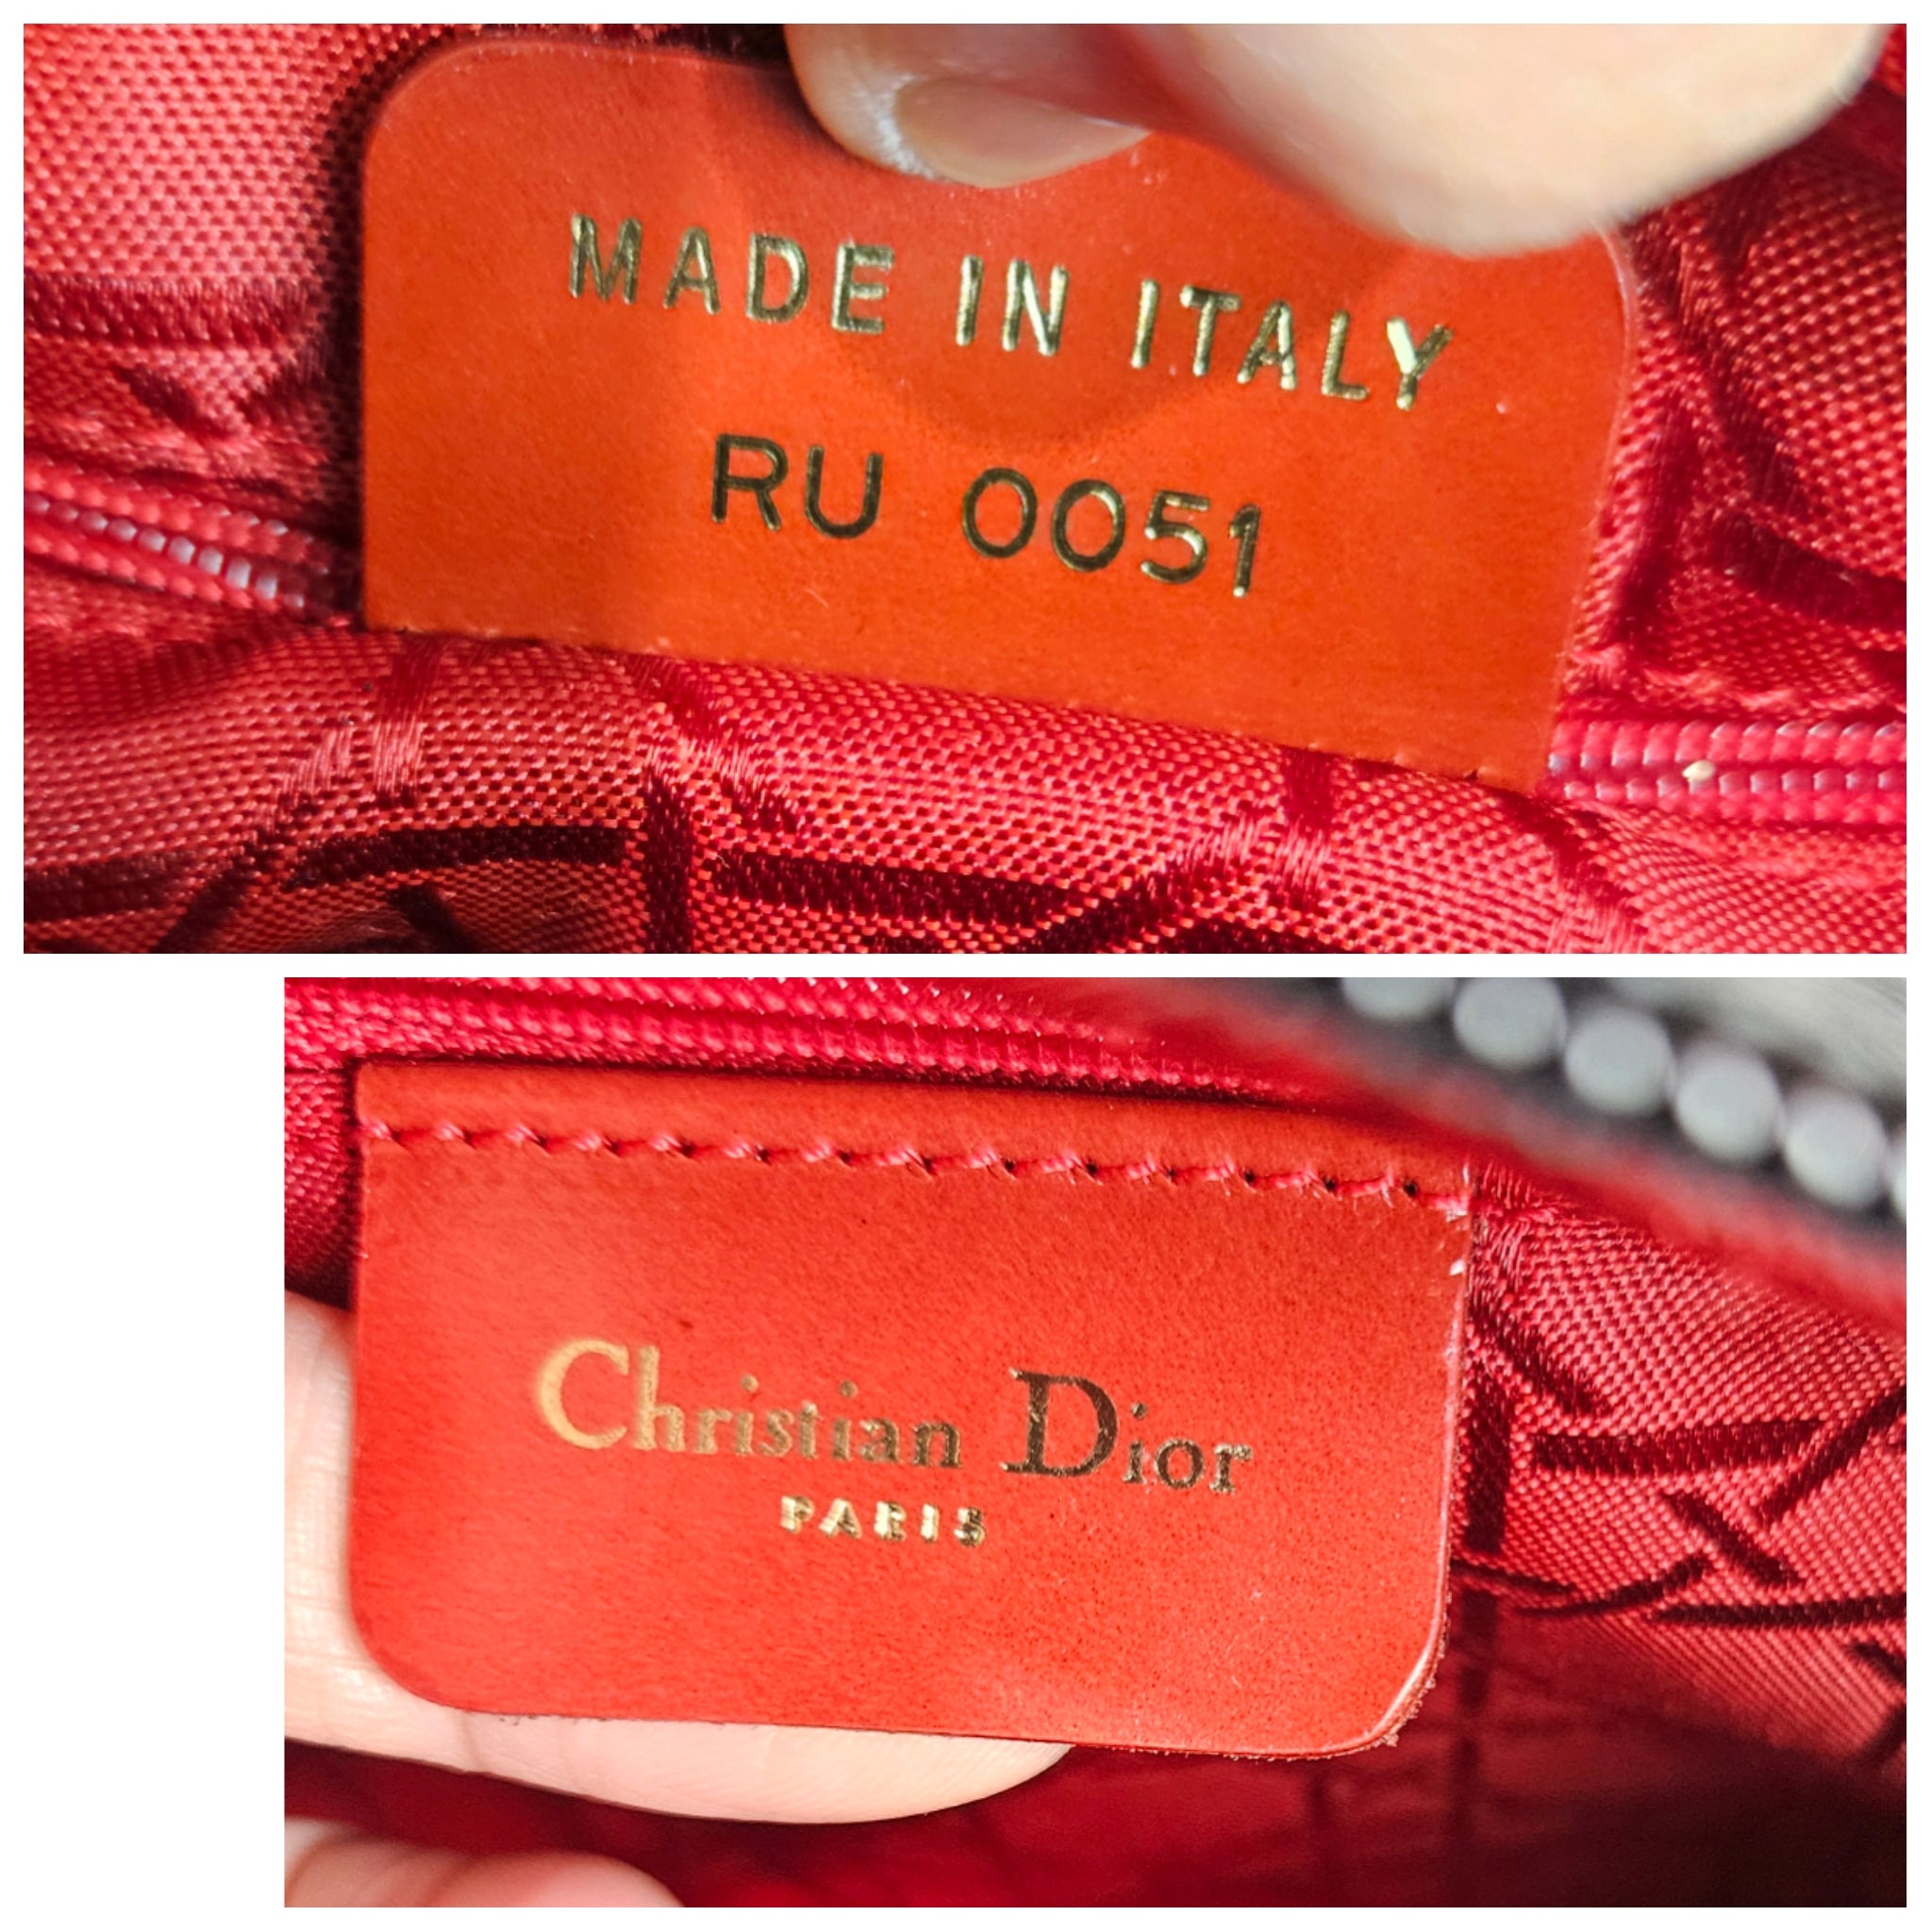 MADE IN ITALY
RU 0051
Christian Dior
PARIS